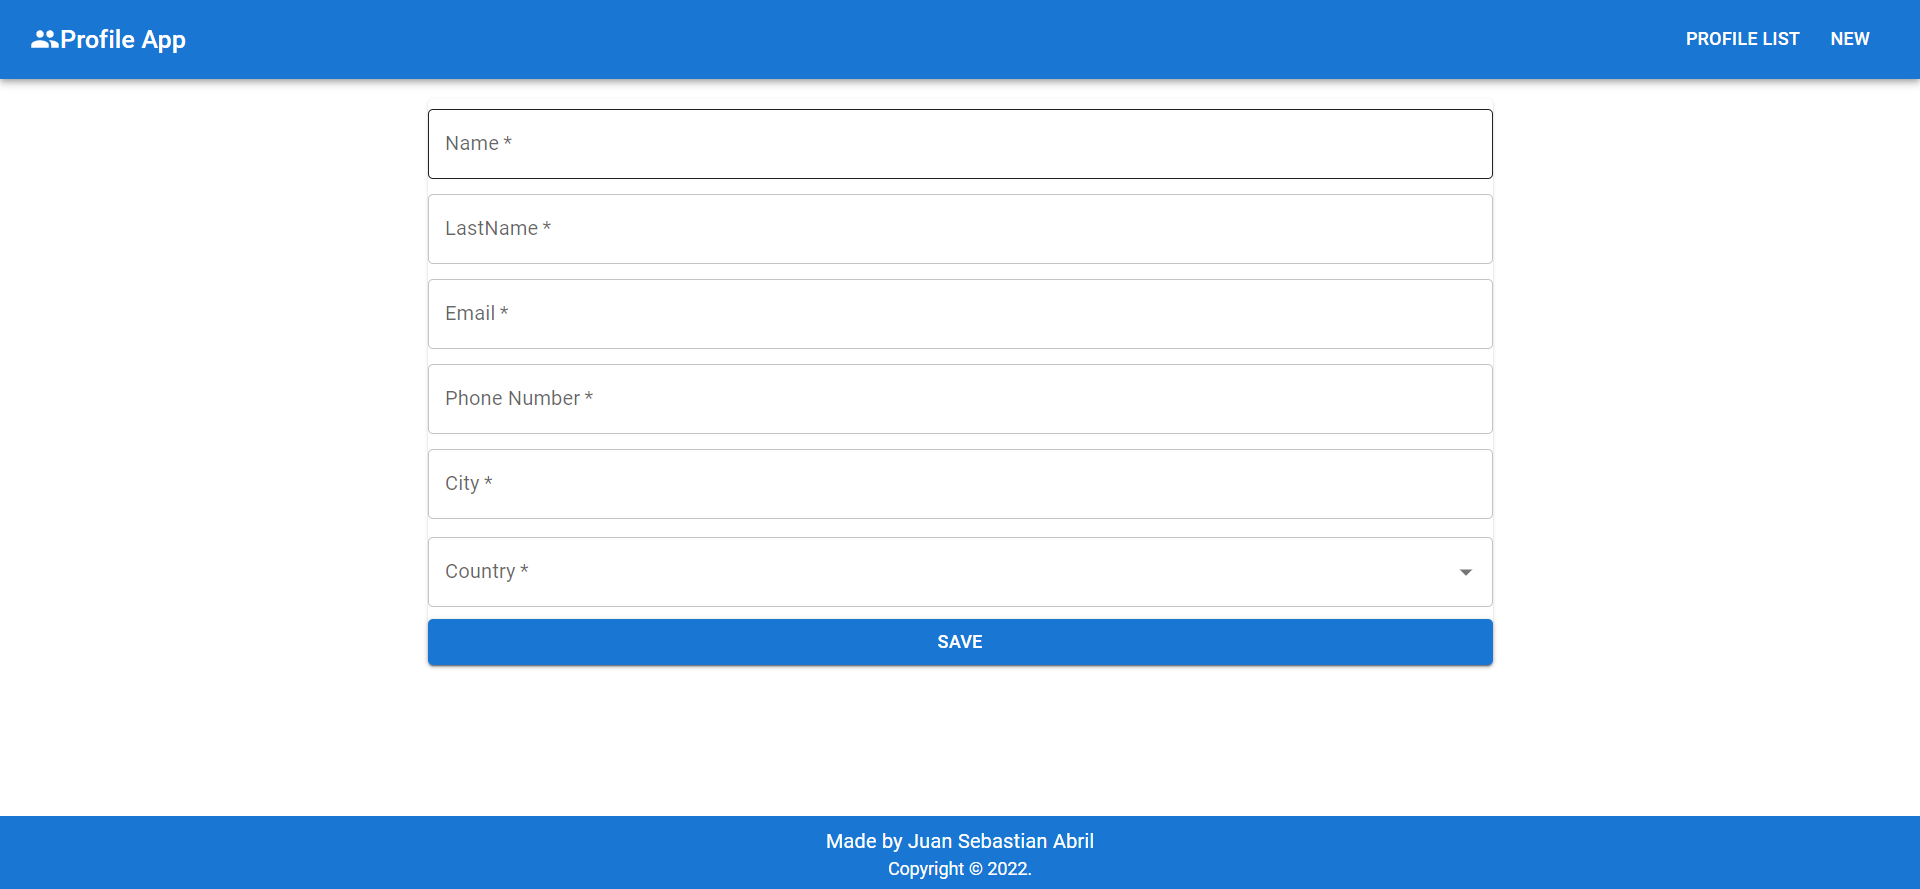 Profile App
PROFILE LIST
NEW
Name *
LastName *
Email *
Phone Number *
City *
Country *
SAVE
Made by Juan Sebastian Abril
Copyright © 2022.